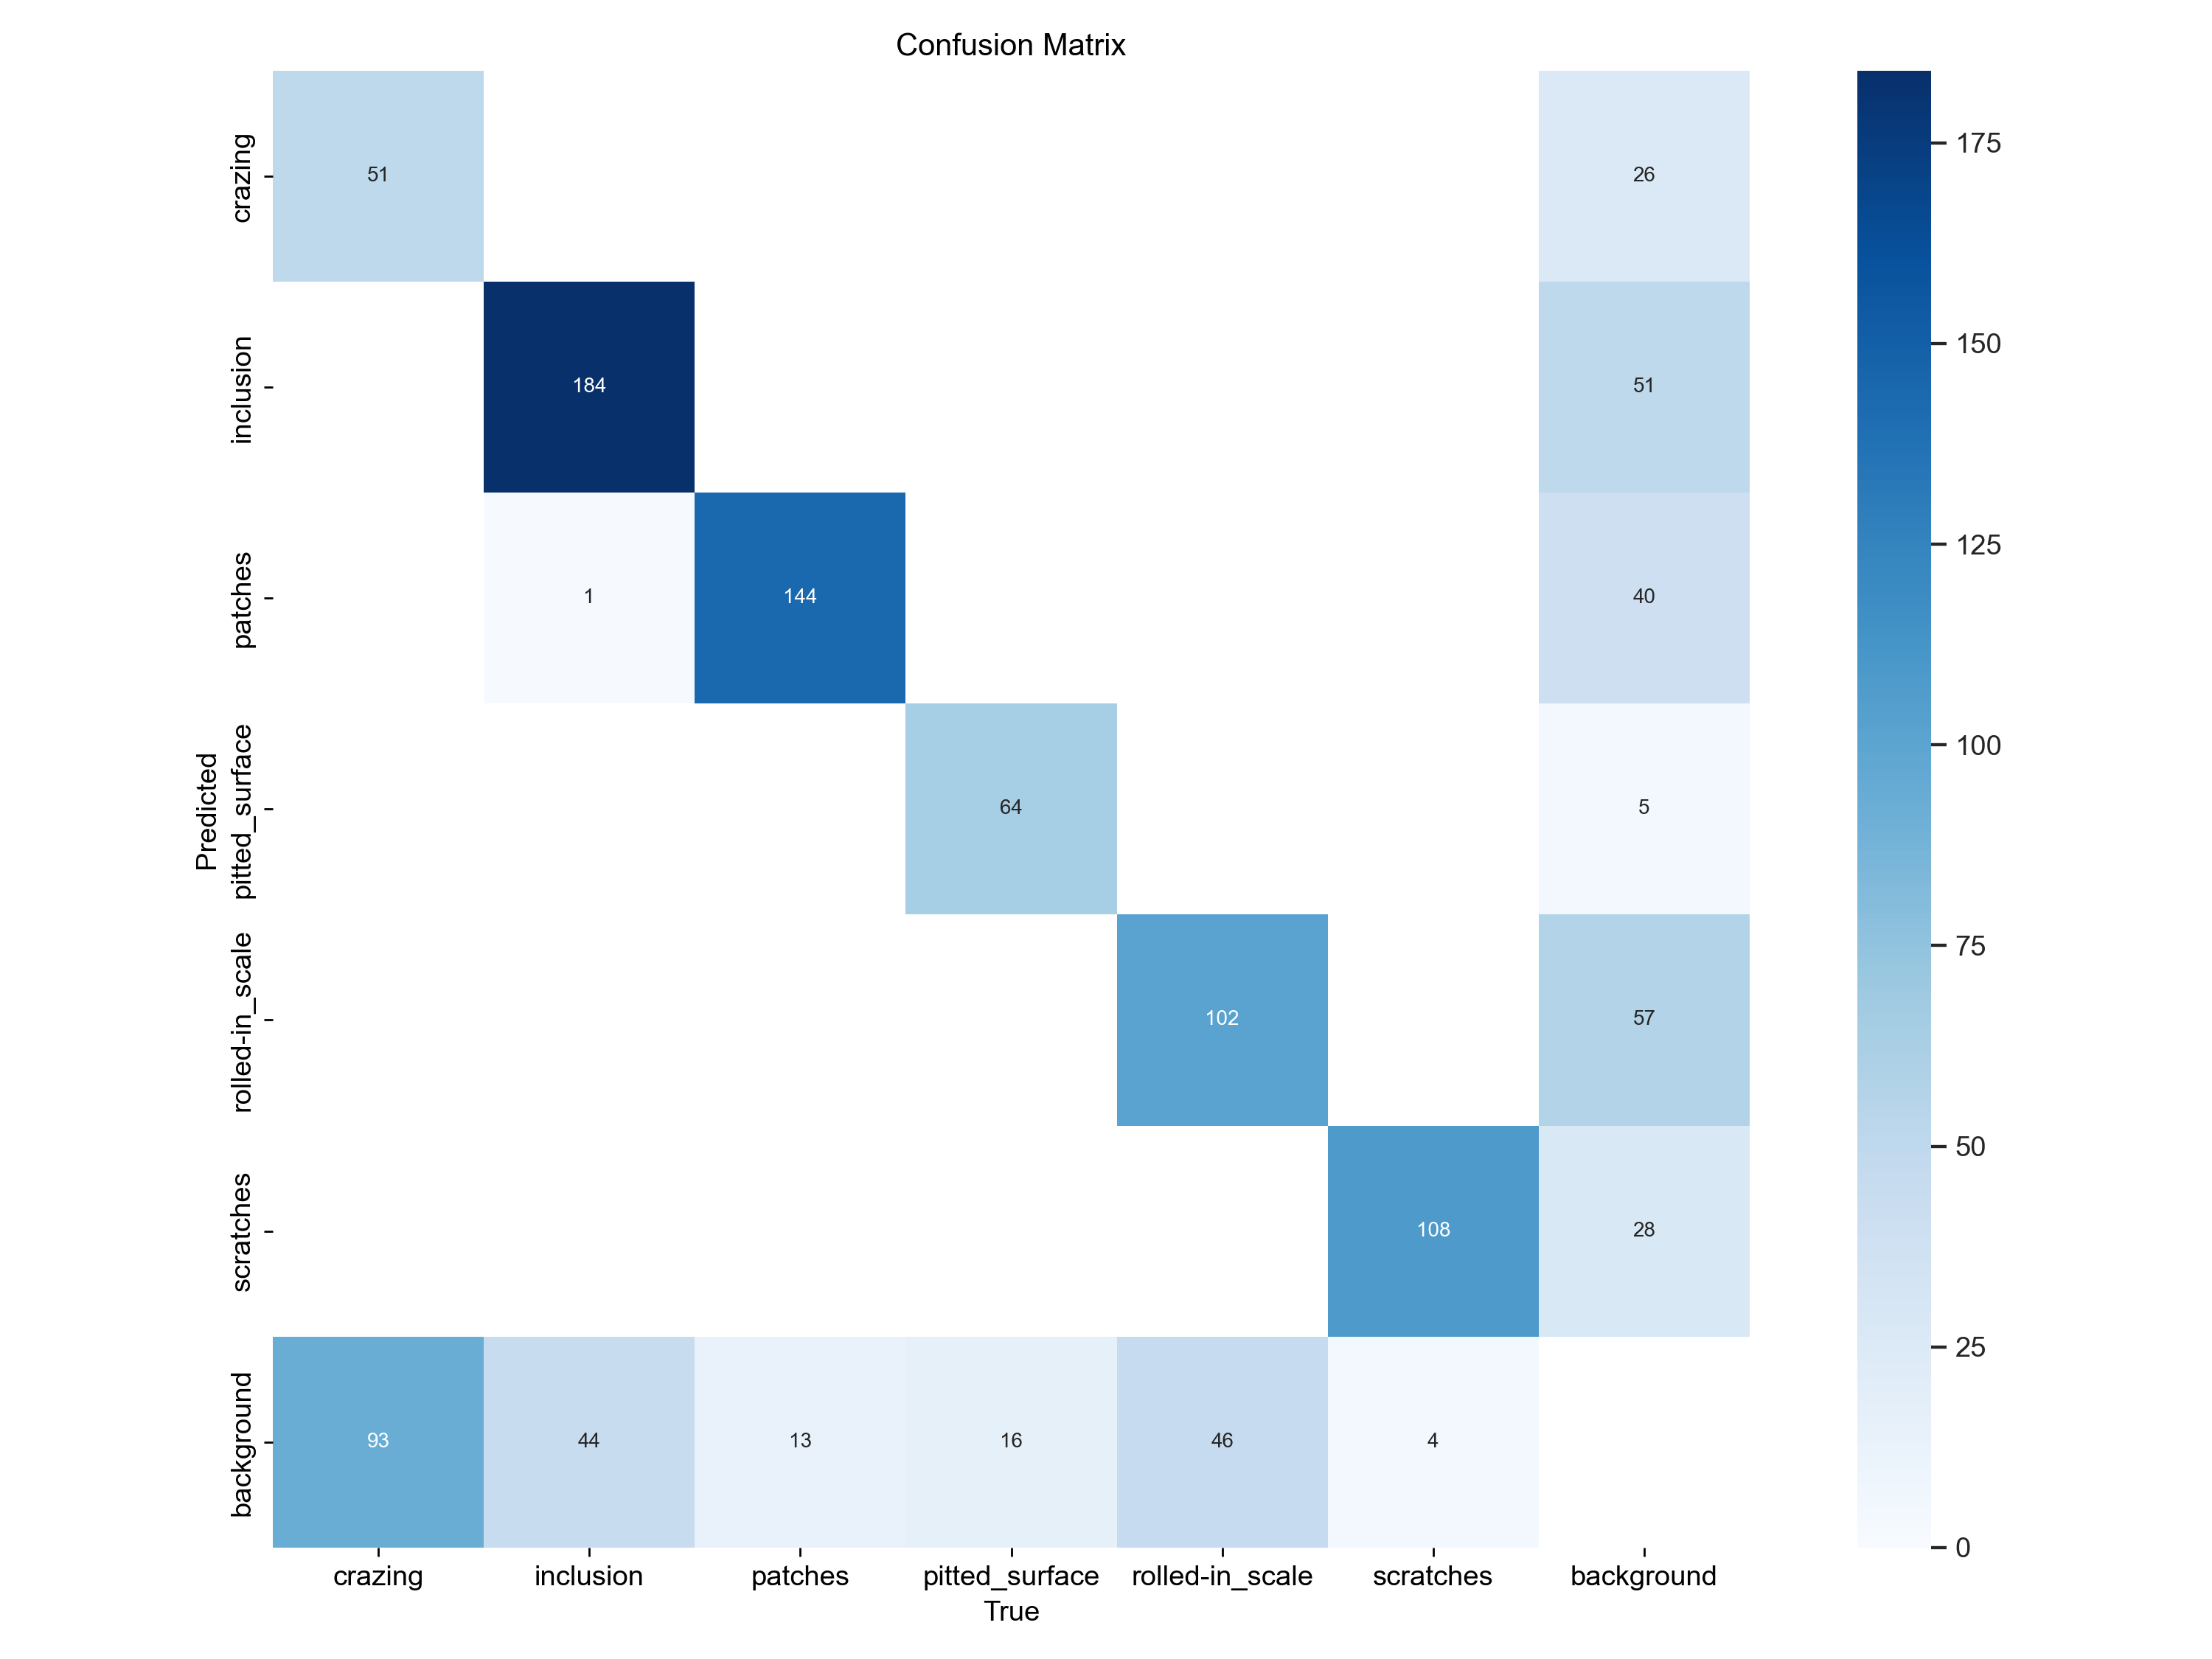 Confusion Matrix
Predicted
crazing
51
26
inclusion
184
51
patches
1
144
40
pitted_surface
64
5
rolled-in_scale
102
57
scratches
108
28
background
93
44
13
16
46
4
crazing
inclusion
patches
pitted_surface
rolled-in_scale
scratches
background
True
175
150
125
100
75
50
25
0